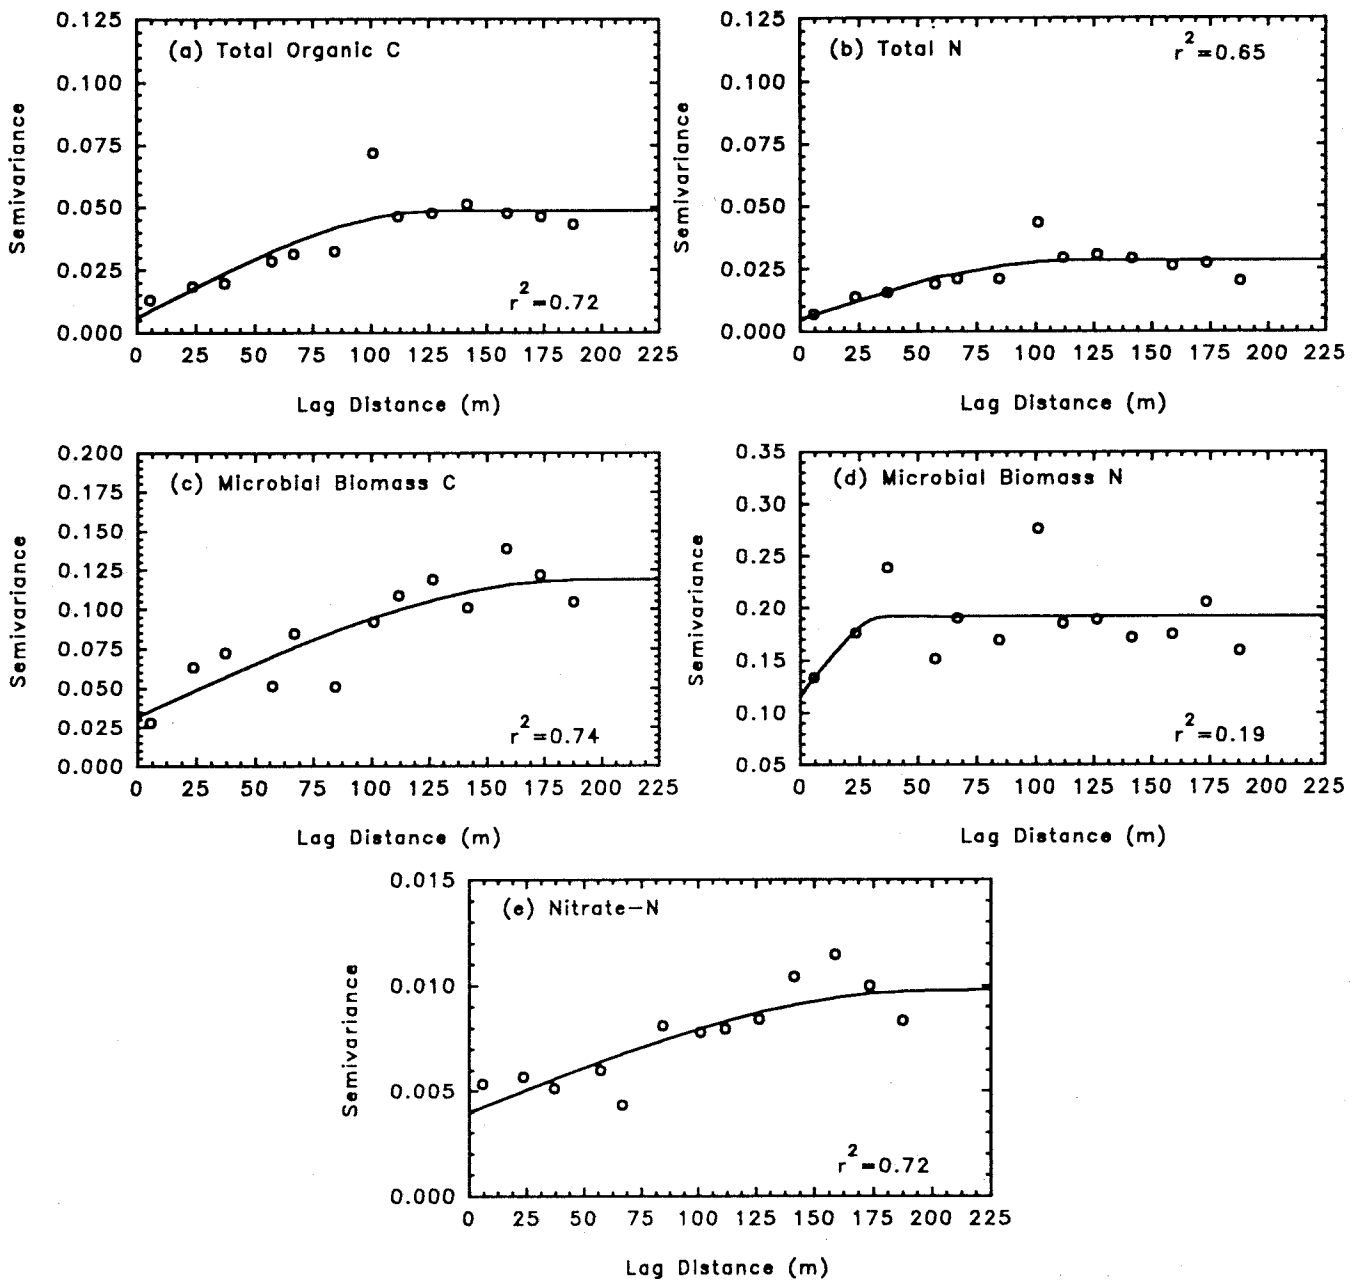 (a) Total Organic C
0.125
0.100
0.075
0.050
0.025
0.000
Semivariance
r²=0.72
0 25 50 75 100 125 150 175 200 225
Lag Distance (m)
(b) Total N
r²=0.65
0.125
0.100
0.075
0.050
0.025
0.000
Semivariance
0 25 50 75 100 125 150 175 200 225
Lag Distance (m)
(c) Microbial Biomass C
0.200
0.175
0.150
0.125
0.100
0.075
0.050
0.025
0.000
Semivariance
r²=0.74
0 25 50 75 100 125 150 175 200 225
Lag Distance (m)
(d) Microbial Biomass N
0.35
0.30
0.25
0.20
0.15
0.10
0.05
Semivariance
r²=0.19
0 25 50 75 100 125 150 175 200 225
Lag Distance (m)
(e) Nitrate-N
0.015
0.010
0.005
0.000
Semivariance
r²=0.72
0 25 50 75 100 125 150 175 200 225
Lag Distance (m)